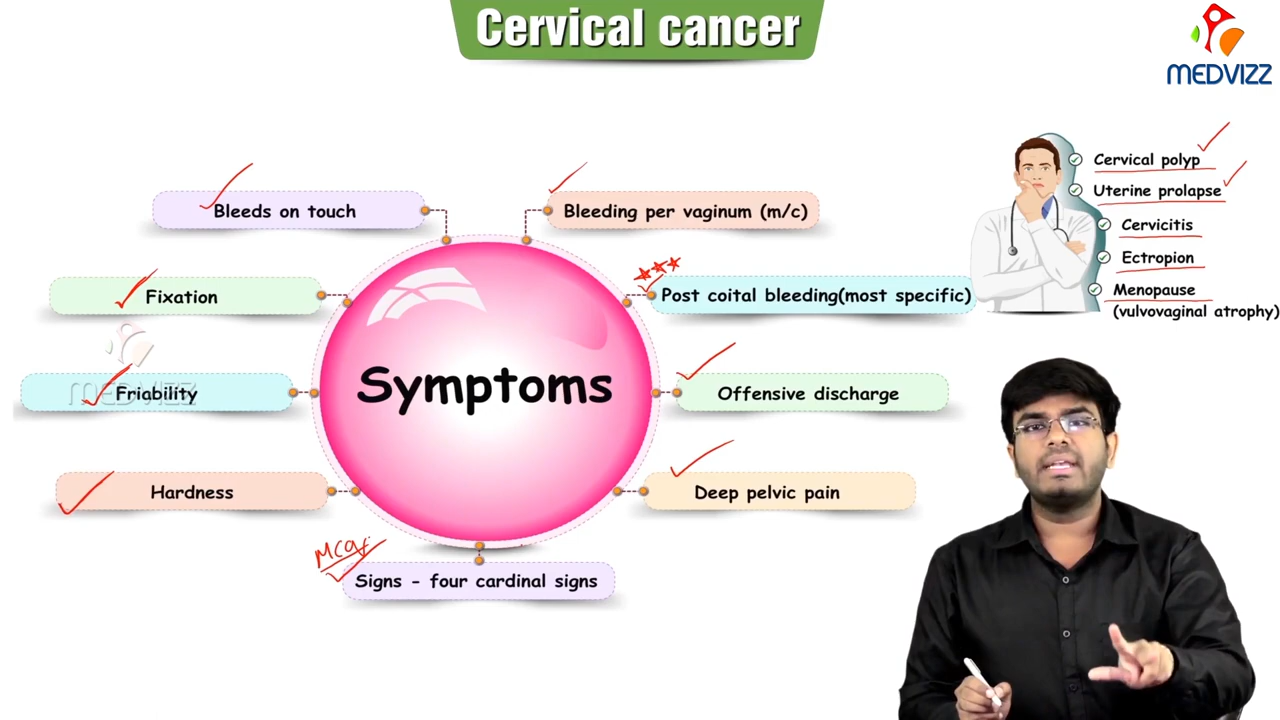 Cervical cancer
MEDVIZZ
Bleeds on touch
Bleeding per vaginum (m/c)
Fixation
Post coital bleeding(most specific)
Friability
MEDVIZZ
Offensive discharge
Hardness
Deep pelvic pain
Symptoms
MCQ
Signs - four cardinal signs
Cervical polyp
Uterine prolapse
Cervicitis
Ectropion
Menopause
(vulvovaginal atrophy)